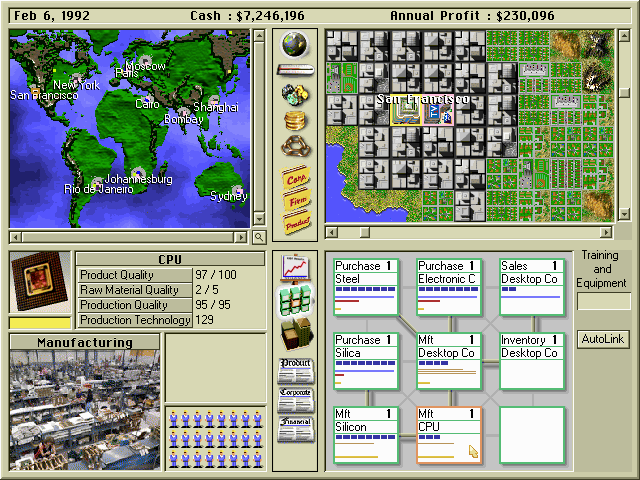 Feb 6, 1992
Cash : $7,246,196
Annual Profit : $230,096
Moscow
Paris
New York
San Francisco
Cairo
Shanghai
Bombay
Johannesburg
Rio de Janeiro
Sydney
Corp.
Firm
Product
San Francisco
CPU
Product Quality 97 / 100
Raw Material Quality 2 / 5
Production Quality 95 / 95
Production Technology 129
Manufacturing
Product
Corporate
Financial
Purchase 1
Steel
Purchase 1
Electronic C
Sales 1
Desktop Co
Purchase 1
Silica
Mft 1
Desktop Co
Inventory 1
Desktop Co
Mft 1
Silicon
Mft 1
CPU
Training
and
Equipment
AutoLink